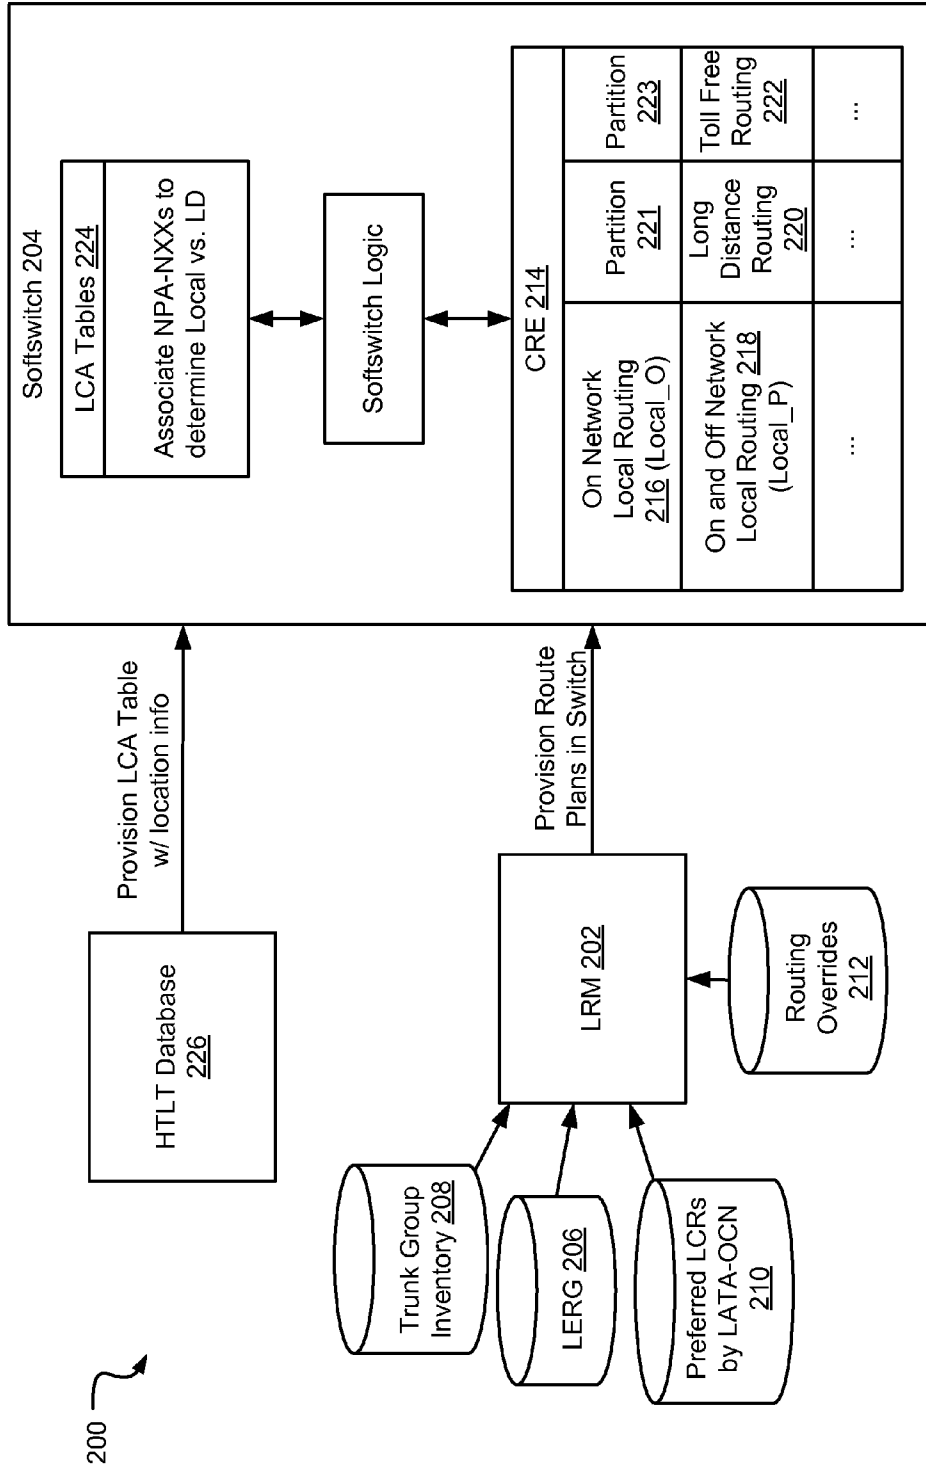 200
HTLT Database
226
Provision LCA Table
w/ location info
Softswitch 204
LCA Tables 224
Associate NPA-NXXs to
determine Local vs. LD
Softswitch Logic
Trunk Group
Inventory 208
LERG 206
Preferred LCRs
by LATA-OCN
210
LRM 202
Routing
Overrides
212
Provision Route
Plans in Switch
CRE 214
On Network
Local Routing
216 (Local_O)
Partition
221
Partition
223
On and Off Network
Local Routing 218
(Local_P)
Long
Distance
Routing
220
Toll Free
Routing
222
...
...
...